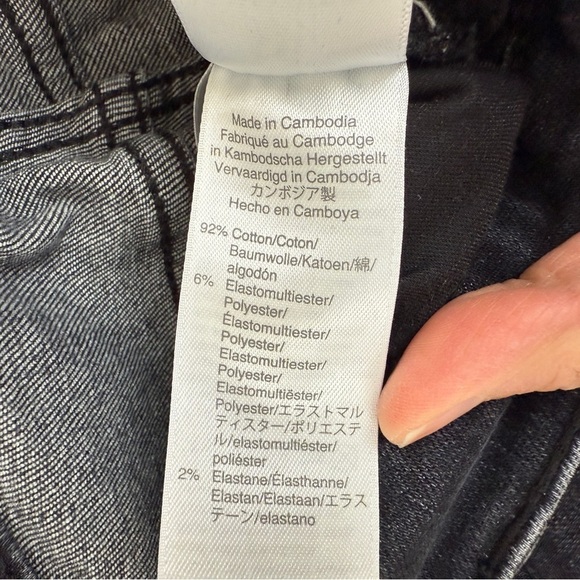 Made in Cambodia
Fabriqué au Cambodge
in Kambodscha Hergestellt
Vervaardigd in Cambodja
カンボジア製
Hecho en Camboya
92% Cotton/Coton/
Baumwolle/Katoen/綿/
algodón
6% Elastomultiester/
Polyester/
Élastomultiester/
Polyester/
Elastomultiester/
Polyester/
Elastomultiëster/
Polyester/エラストマル
ティスター/ポリエステ
ル/elastomultiéster/
poliéster
2% Elastane/Élasthanne/
Elastan/Elastaan/エラス
テーン/elastano